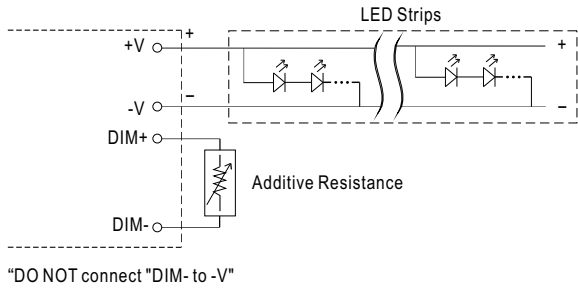 LED Strips
+V
+
+
-V
–
–
DIM+
Additive Resistance
DIM-
“DO NOT connect "DIM- to -V"